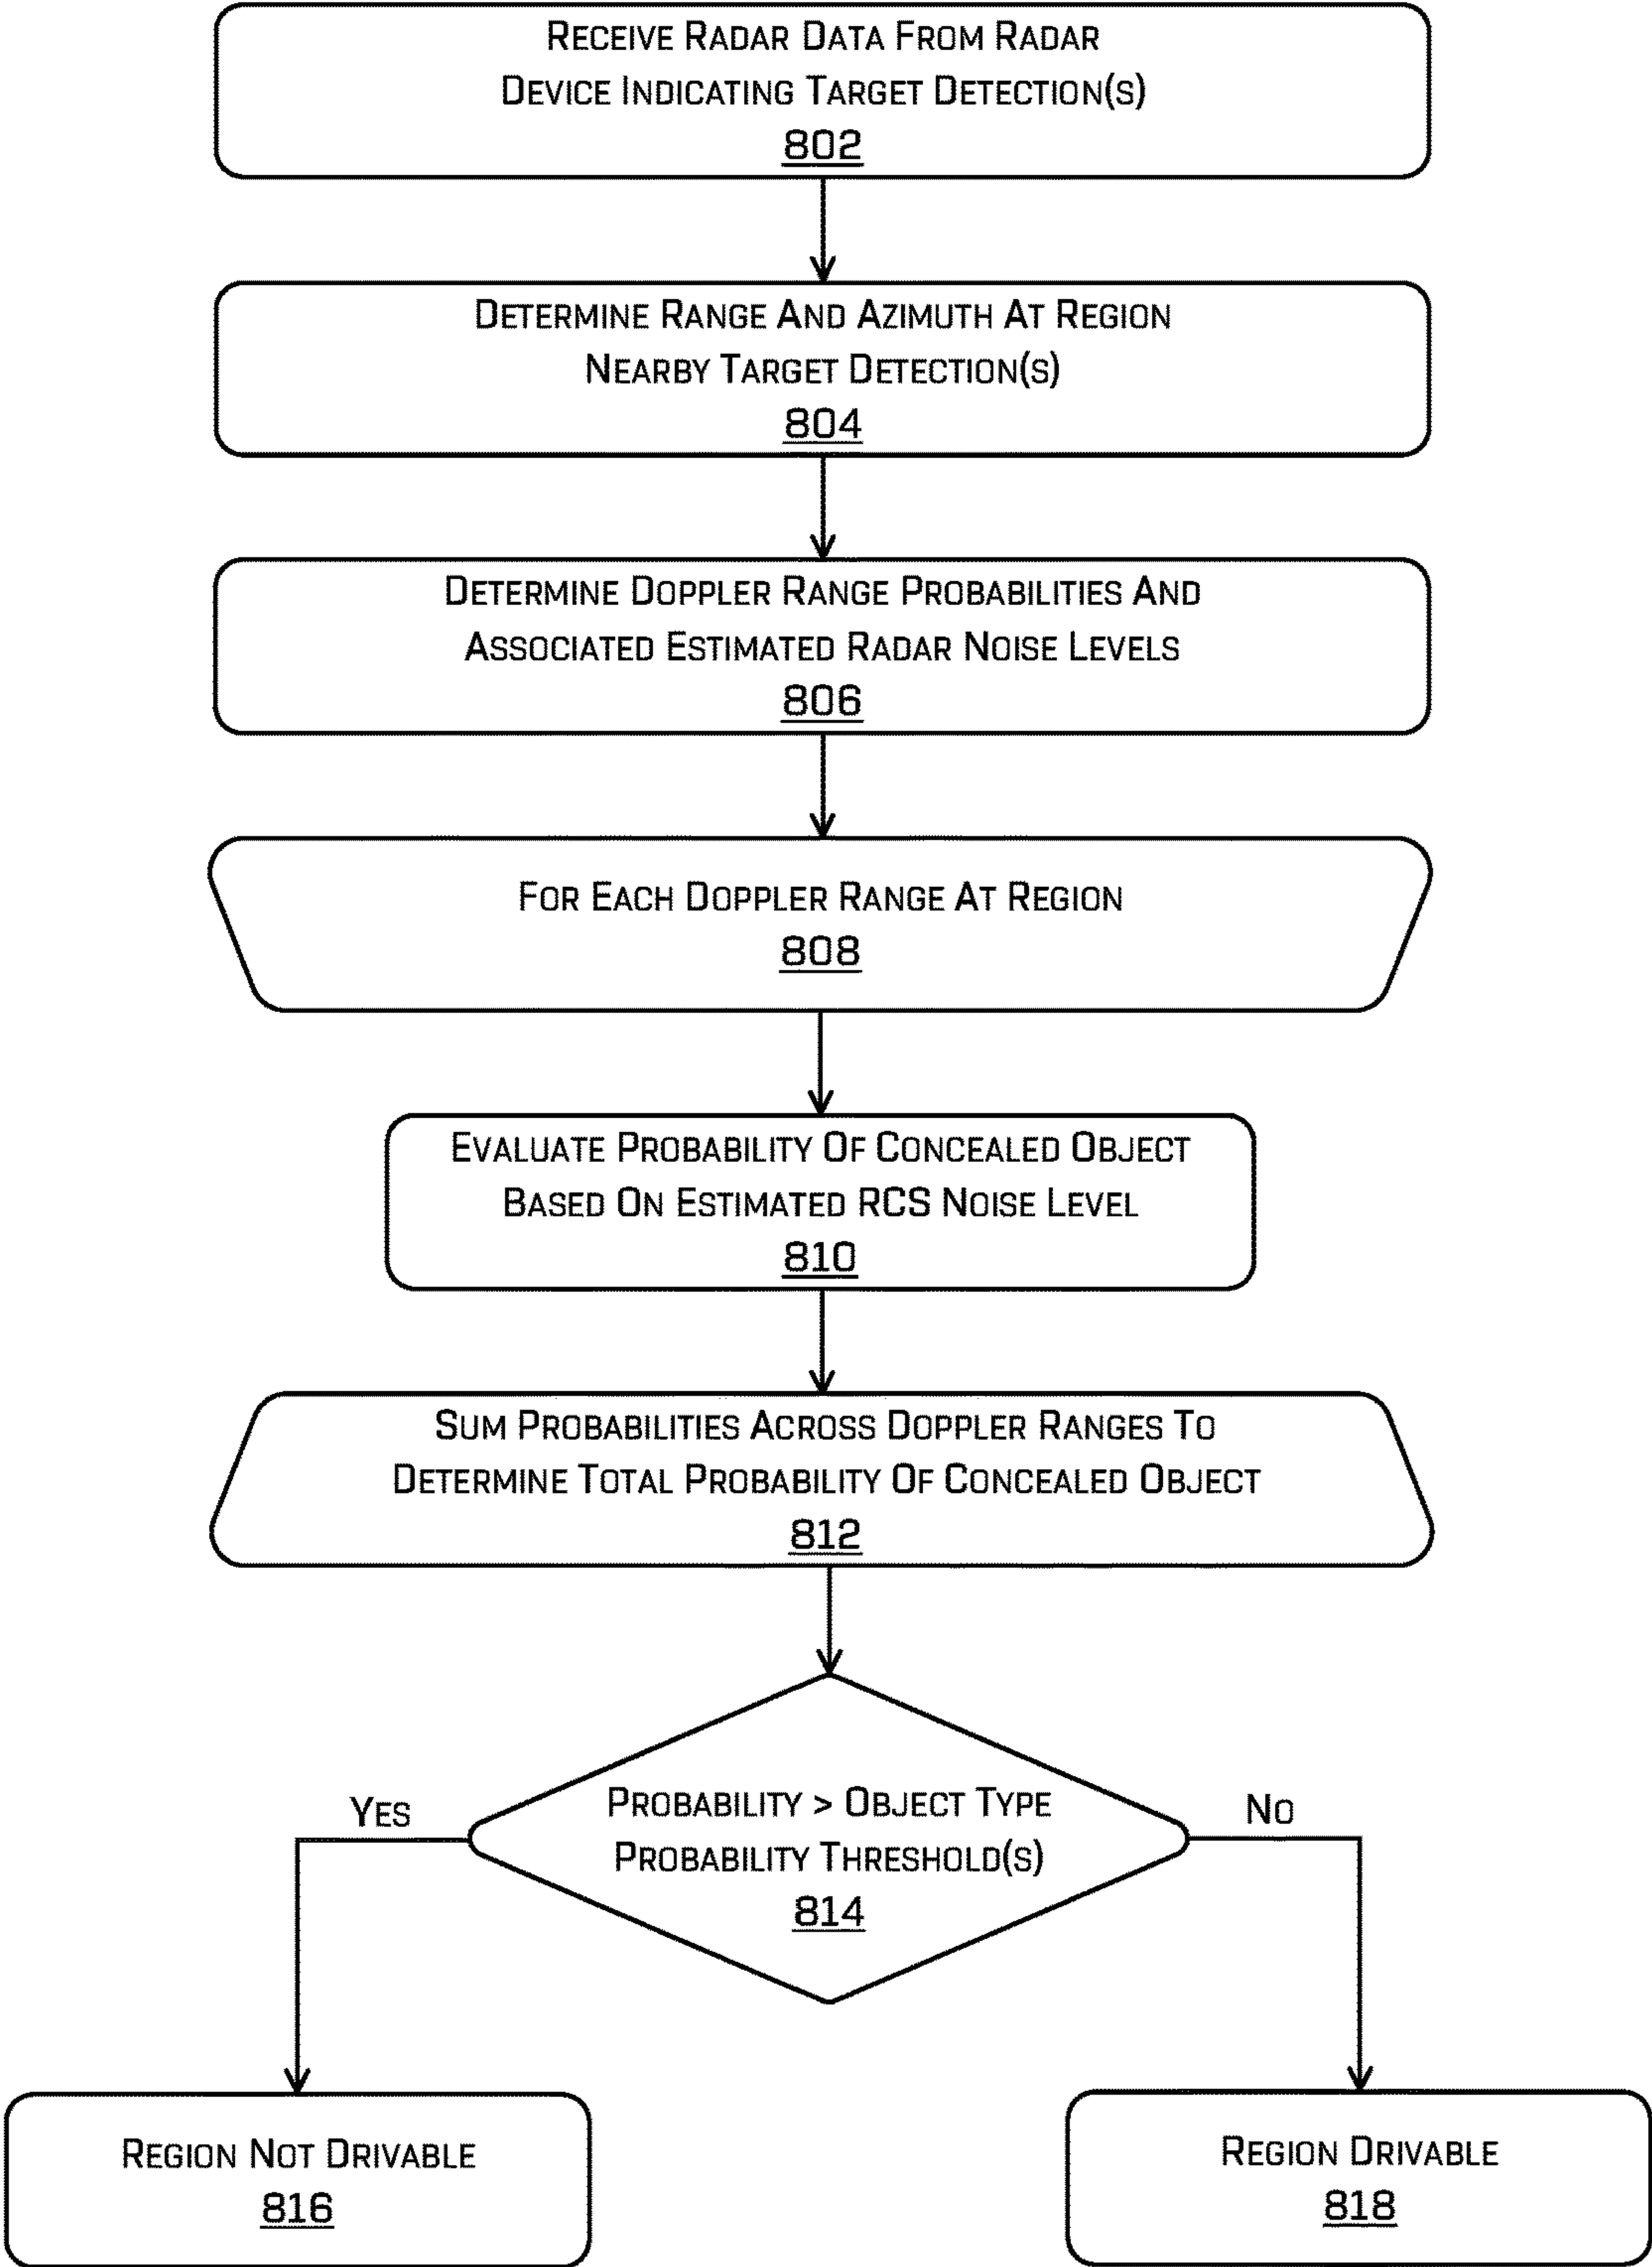 RECEIVE RADAR DATA FROM RADAR
DEVICE INDICATING TARGET DETECTION(S)
802
DETERMINE RANGE AND AZIMUTH AT REGION
NEARBY TARGET DETECTION(S)
804
DETERMINE DOPPLER RANGE PROBABILITIES AND
ASSOCIATED ESTIMATED RADAR NOISE LEVELS
806
FOR EACH DOPPLER RANGE AT REGION
808
EVALUATE PROBABILITY OF CONCEALED OBJECT
BASED ON ESTIMATED RCS NOISE LEVEL
810
SUM PROBABILITIES ACROSS DOPPLER RANGES TO
DETERMINE TOTAL PROBABILITY OF CONCEALED OBJECT
812
PROBABILITY > OBJECT TYPE
PROBABILITY THRESHOLD(S)
814
YES
NO
REGION NOT DRIVABLE
816
REGION DRIVABLE
818